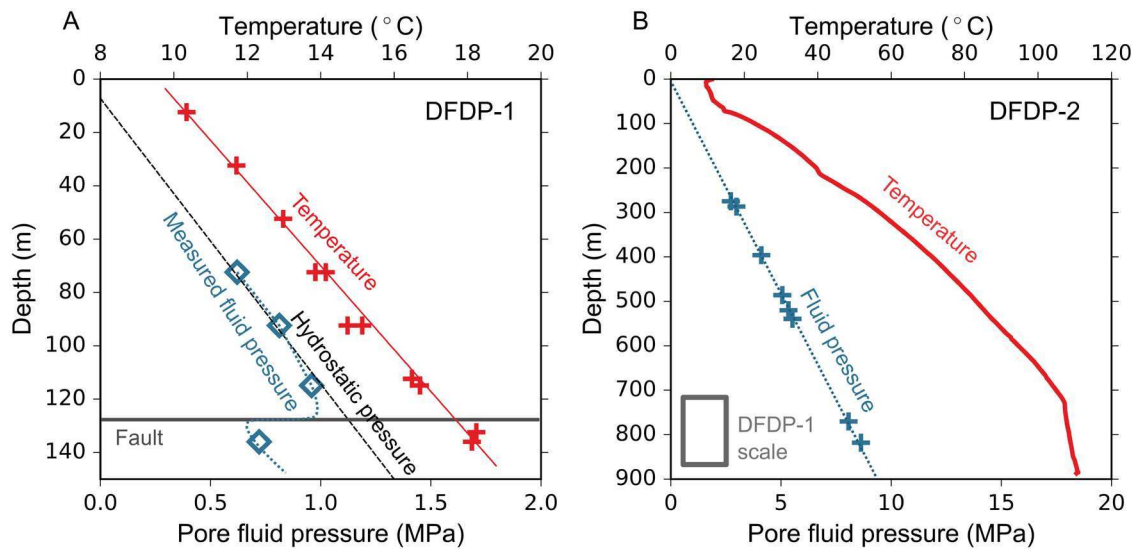 A
Temperature (°C)
8 10 12 14 16 18 20
0
20
40
60
80
100
120
140
Depth (m)
DFDP-1
Temperature
Measured fluid pressure
Hydrostatic pressure
Fault
0.0 0.5 1.0 1.5 2.0
Pore fluid pressure (MPa)
B
Temperature (°C)
0 20 40 60 80 100 120
0
100
200
300
400
500
600
700
800
900
Depth (m)
DFDP-2
Temperature
Fluid pressure
DFDP-1
scale
0 5 10 15 20
Pore fluid pressure (MPa)